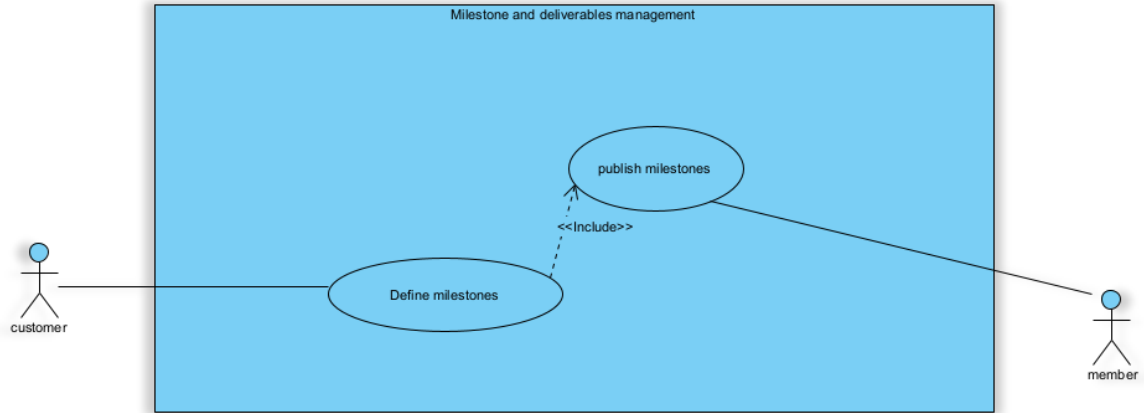 Milestone and deliverables management
publish milestones
<<Include>>
Define milestones
customer
member